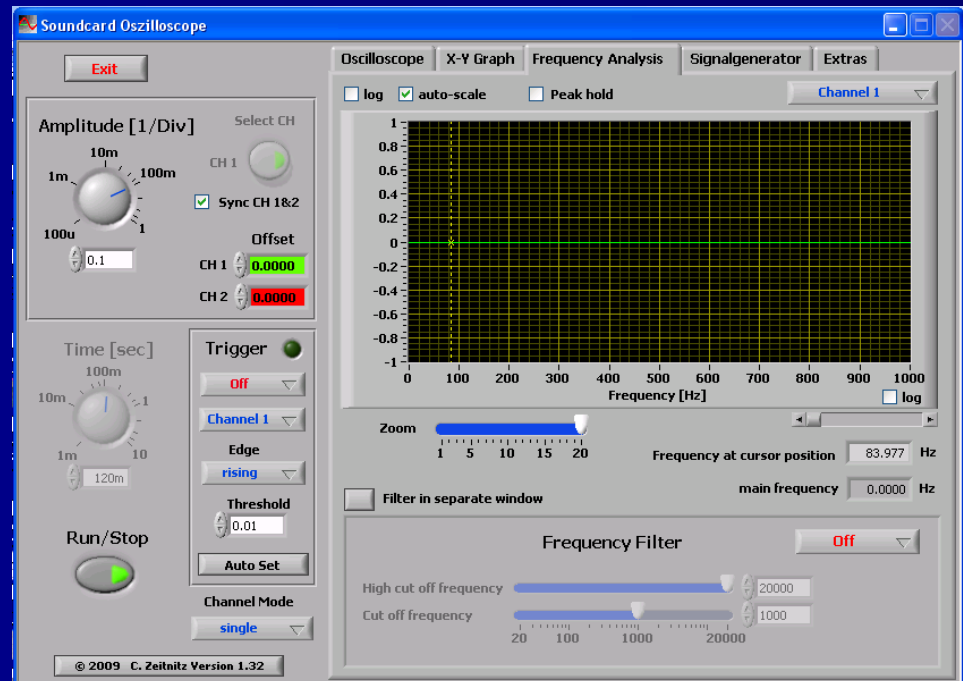 Soundcard Oszilloscope
Exit
Amplitude [1/Div]
Select CH
10m
1m
100m
CH 1
100u
1
Sync CH 1&2
0.1
Offset
CH 1 0.0000
CH 2 0.0000
Time [sec]
100m
10m
1
1m
10
120m
Run/Stop
Trigger
Off
Channel 1
Edge
rising
Threshold
0.01
Auto Set
Channel Mode
single
© 2009 C. Zeitnitz Version 1.32
Oscilloscope X-Y Graph Frequency Analysis Signalgenerator Extras
log auto-scale Peak hold Channel 1
1
0.8
0.6
0.4
0.2
0
-0.2
-0.4
-0.6
-0.8
-1
0 100 200 300 400 500 600 700 800 900 1000
Frequency [Hz]
log
Zoom
1 5 10 15 20
Frequency at cursor position 83.977 Hz
main frequency 0.0000 Hz
Filter in separate window
Frequency Filter Off
High cut off frequency 20000
Cut off frequency 1000
20 100 1000 20000